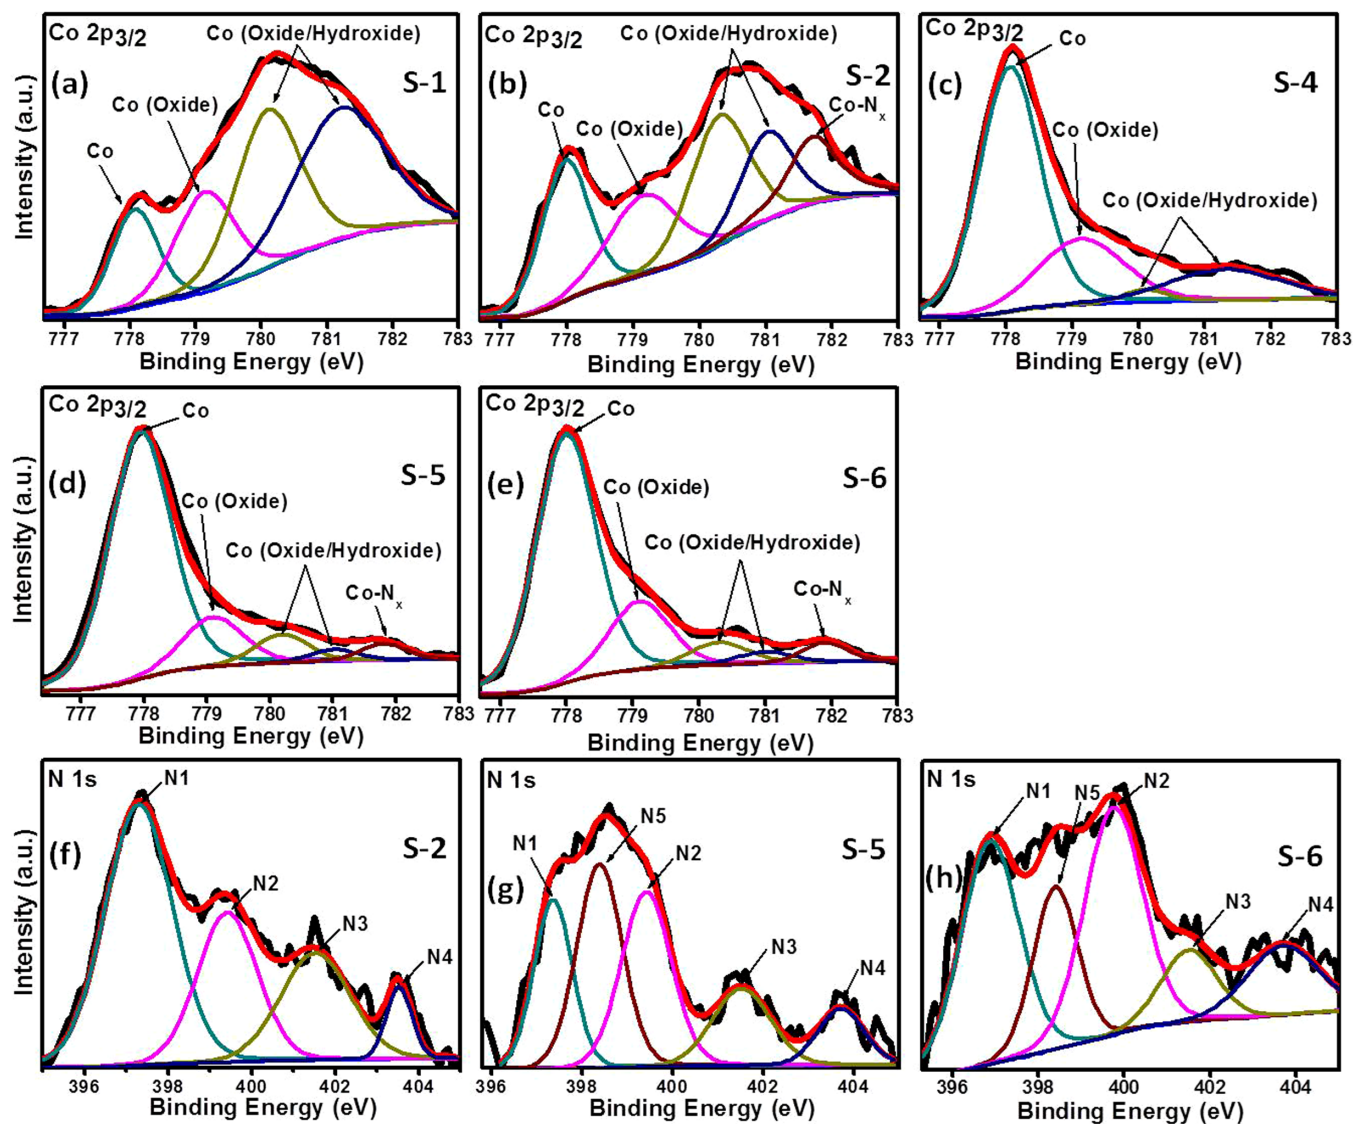 Co 2p3/2
Co (Oxide/Hydroxide)
(a)
S-1
Co (Oxide)
Co
Intensity (a.u.)
777 778 779 780 781 782 783
Binding Energy (eV)
Co 2p3/2
Co (Oxide/Hydroxide)
(b)
S-2
Co
Co (Oxide)
Co-Nx
777 778 779 780 781 782 783
Binding Energy (eV)
Co 2p3/2
Co
(c)
S-4
Co (Oxide)
Co (Oxide/Hydroxide)
777 778 779 780 781 782 783
Binding Energy (eV)
Co 2p3/2
Co
(d)
S-5
Co (Oxide)
Co (Oxide/Hydroxide)
Co-Nx
Intensity (a.u.)
777 778 779 780 781 782 783
Binding Energy (eV)
Co 2p3/2
Co
(e)
S-6
Co (Oxide)
Co (Oxide/Hydroxide)
Co-Nx
777 778 779 780 781 782 783
Binding Energy (eV)
N 1s
N1
(f)
S-2
N2
N3
N4
Intensity (a.u.)
396 398 400 402 404
Binding Energy (eV)
N 1s
N5
N1
N2
S-5
(g)
N3
N4
396 398 400 402 404
Binding Energy (eV)
N 1s
N2
N1
N5
S-6
(h)
N3
N4
396 398 400 402 404
Binding Energy (eV)